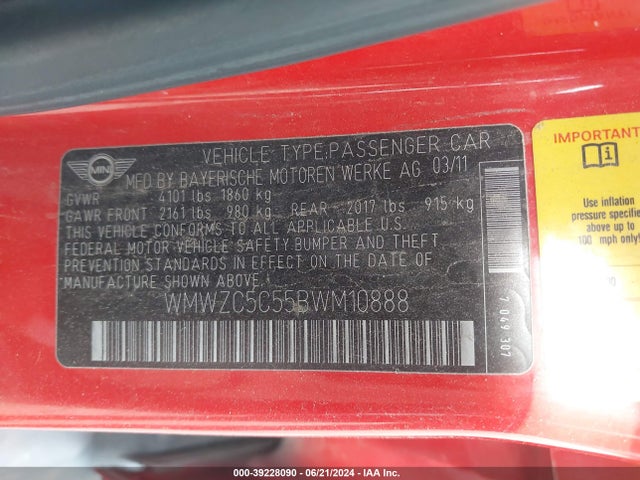 MINI
VEHICLE TYPE:PASSENGER CAR
MFD BY BAYERISCHE MOTOREN WERKE AG 03/11
GVWR 4101 lbs 1860 kg
GAWR FRONT 2161 lbs 980 kg REAR - 2017 lbs 915 kg
THIS VEHICLE CONFORMS TO ALL APPLICABLE U.S.
FEDERAL MOTOR VEHICLE SAFETY BUMPER AND THEFT
PREVENTION STANDARDS IN EFFECT ON THE DATE OF
MANUFACTURE SHOWN ABOVE.
WMWZC5C55BWM10888
7 049 307
IMPORTANT
Use inflation
pressure specified
above up to
100 mph only!
000-39228090 / 06/21/2024 / IAA Inc.